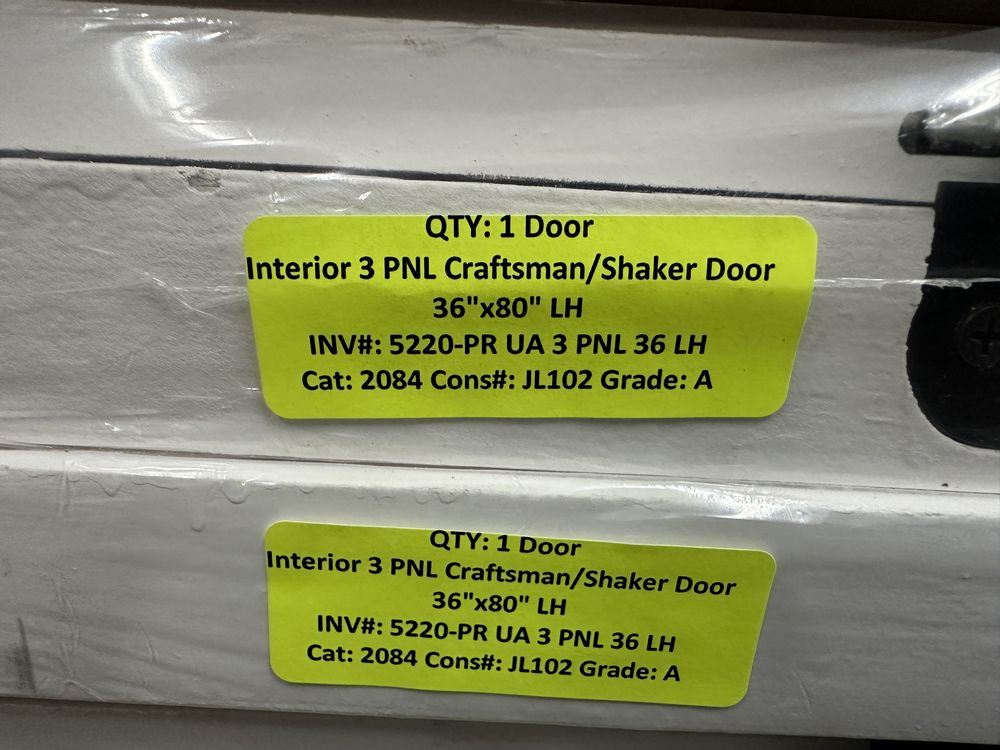 QTY: 1 Door
Interior 3 PNL Craftsman/Shaker Door
36"x80" LH
INV#: 5220-PR UA 3 PNL 36 LH
Cat: 2084 Cons#: JL102 Grade: A
QTY: 1 Door
Interior 3 PNL Craftsman/Shaker Door
36"x80" LH
INV#: 5220-PR UA 3 PNL 36 LH
Cat: 2084 Cons#: JL102 Grade: A